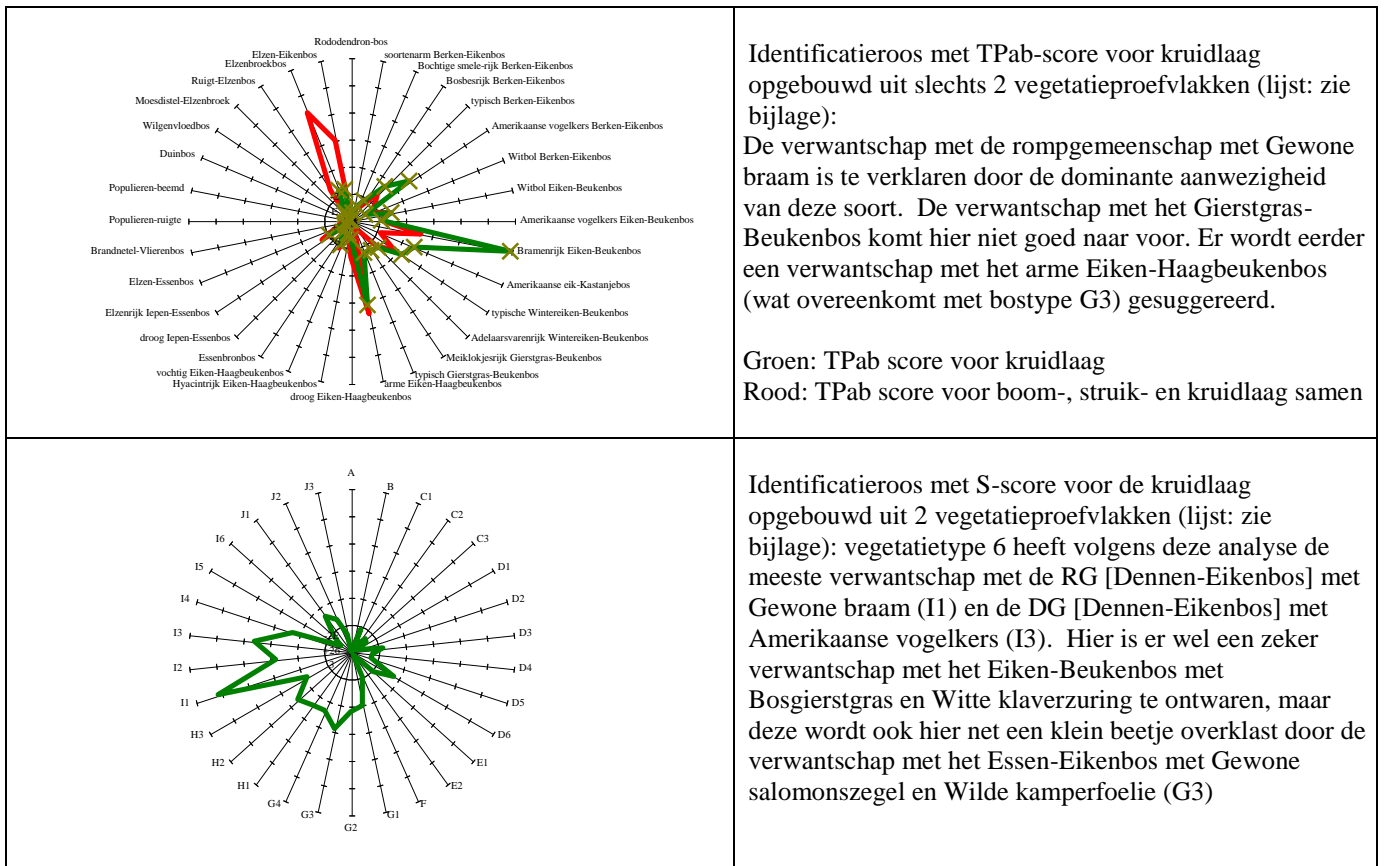 Rododendron-bos
soortenarm Berken-Eikenbos
Bochtige smele-rijk Berken-Eikenbos
Bosbesrijk Berken-Eikenbos
typisch Berken-Eikenbos
Amerikaanse vogelkers Berken-Eikenbos
Witbol Berken-Eikenbos
Witbol Eiken-Beukenbos
Amerikaanse vogelkers Eiken-Beukenbos
Bramenrijk Eiken-Beukenbos
Amerikaanse eik-Kastanjebos
typische Wintereiken-Beukenbos
Adelaarsvarenrijk Wintereiken-Beukenbos
Meiklokjesrijk Gierstgras-Beukenbos
typisch Gierstgras-Beukenbos
arme Eiken-Haagbeukenbos
droog Eiken-Haagbeukenbos
Hyacintrijk Eiken-Haagbeukenbos
vochtig Eiken-Haagbeukenbos
Essenbronbos
droog Iepen-Essenbos
Elzenrijk Iepen-Essenbos
Elzen-Essenbos
Brandnetel-Vlierenbos
Populieren-ruigte
Populieren-beemd
Duinbos
Wilgenvloedbos
Moesdistel-Elzenbroek
Ruigt-Elzenbos
Elzenbroekbos
Elzen-Eikenbos
Identificatieroos met TPab-score voor kruidlaag
opgebouwd uit slechts 2 vegetatieproefvlakken (lijst: zie
bijlage):
De verwantschap met de rompgemeenschap met Gewone
braam is te verklaren door de dominante aanwezigheid
van deze soort. De verwantschap met het Gierstgras-
Beukenbos komt hier niet goed naar voor. Er wordt eerder
een verwantschap met het arme Eiken-Haagbeukenbos
(wat overeenkomt met bostype G3) gesuggereerd.
Groen: TPab score voor kruidlaag
Rood: TPab score voor boom-, struik- en kruidlaag samen
A
B
C1
C2
C3
D1
D2
D3
D4
D5
D6
E1
E2
F
G1
G2
G3
G4
H1
H2
H3
I1
I2
I3
I4
I5
I6
J1
J2
J3
Identificatieroos met S-score voor de kruidlaag
opgebouwd uit 2 vegetatieproefvlakken (lijst: zie
bijlage): vegetatietype 6 heeft volgens deze analyse de
meeste verwantschap met de RG [Dennen-Eikenbos] met
Gewone braam (I1) en de DG [Dennen-Eikenbos] met
Amerikaanse vogelkers (I3). Hier is er wel een zeker
verwantschap met het Eiken-Beukenbos met
Bosgierstgras en Witte klaverzuring te ontwaren, maar
deze wordt ook hier net een klein beetje overklast door de
verwantschap met het Essen-Eikenbos met Gewone
salomonszegel en Wilde kamperfoelie (G3)